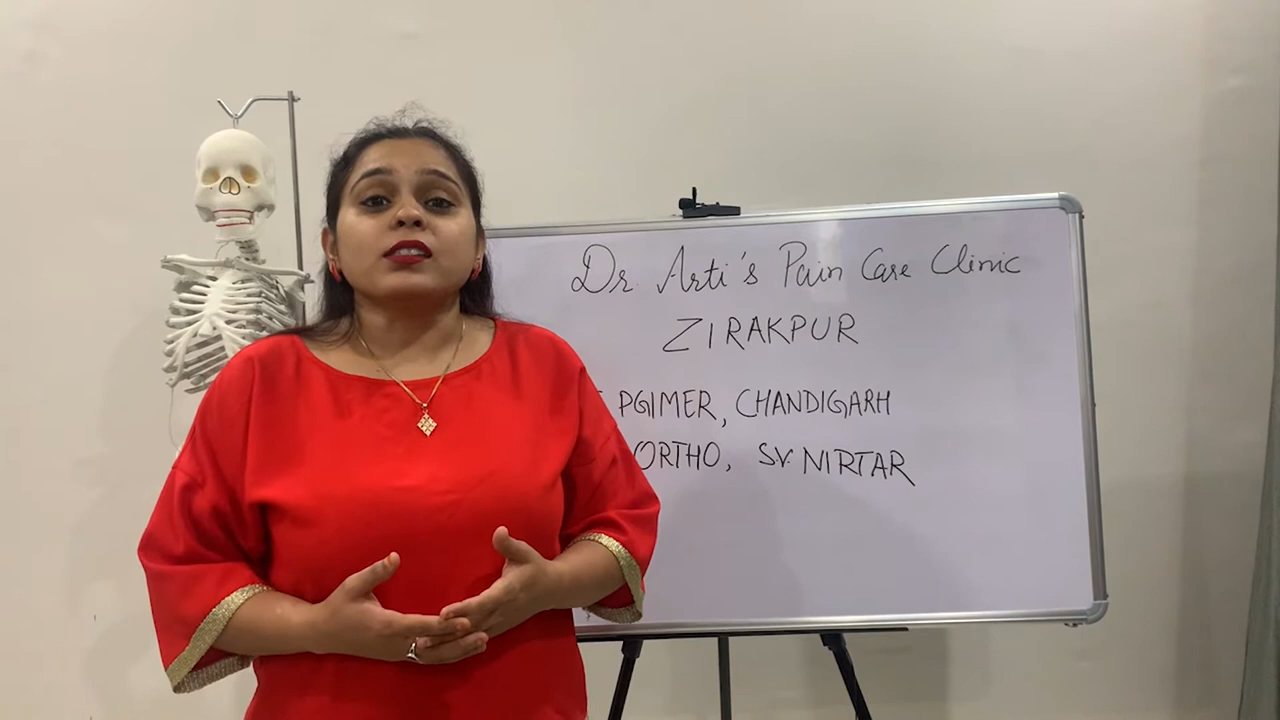 Dr. Arti's Pain Care Clinic
ZIRAKPUR
PGIMER, CHANDIGARH
ORTHO, SV. NIRTAR